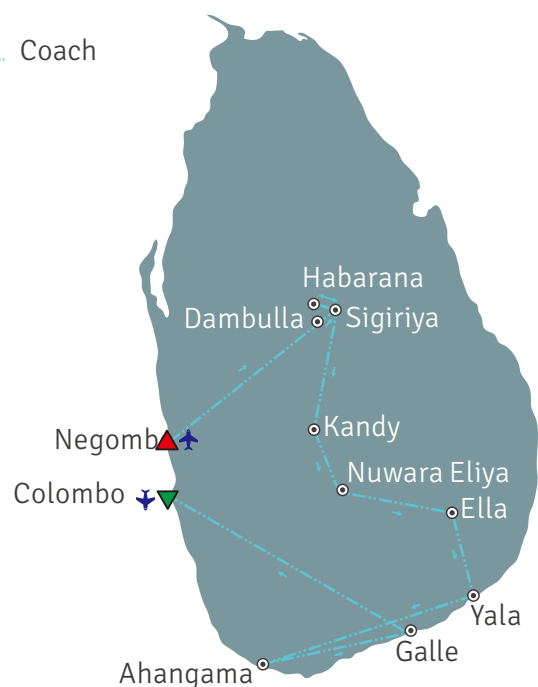 Coach
Habarana
Dambulla
Sigiriya
Negomb
Kandy
Nuwara Eliya
Colombo
Ella
Yala
Galle
Ahangama